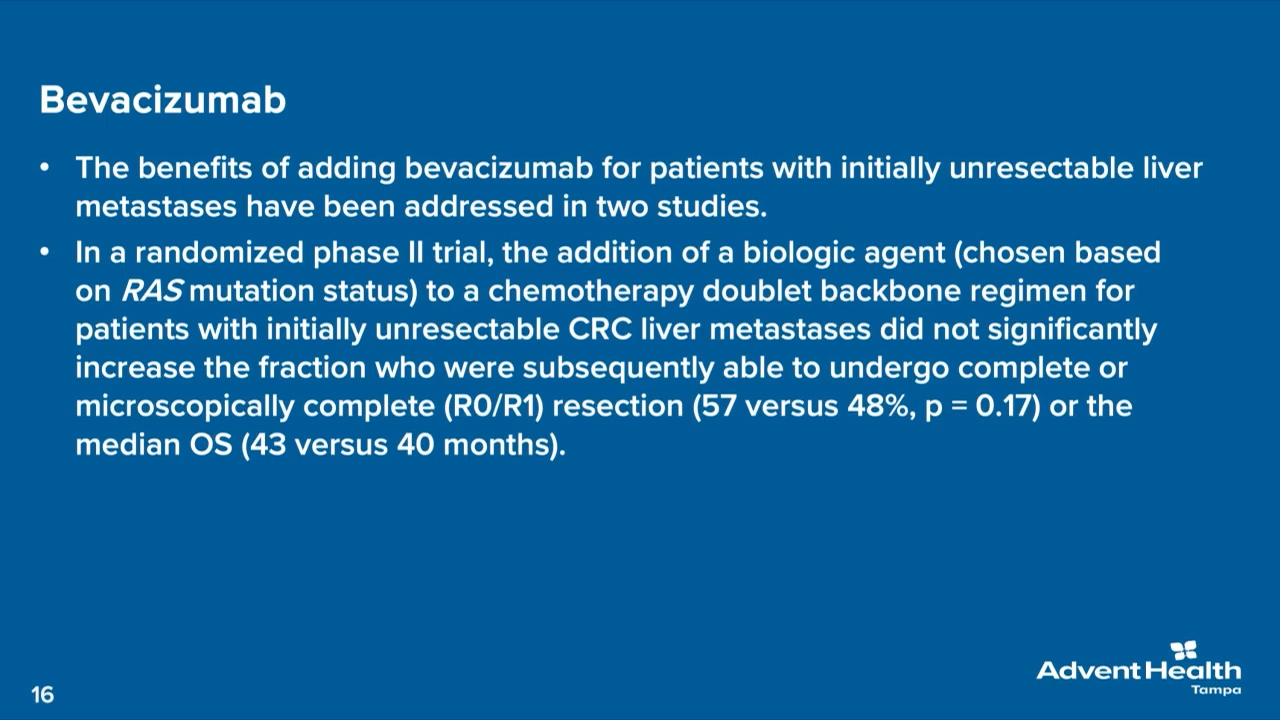 Bevacizumab
• The benefits of adding bevacizumab for patients with initially unresectable liver
metastases have been addressed in two studies.
• In a randomized phase II trial, the addition of a biologic agent (chosen based
on RAS mutation status) to a chemotherapy doublet backbone regimen for
patients with initially unresectable CRC liver metastases did not significantly
increase the fraction who were subsequently able to undergo complete or
microscopically complete (R0/R1) resection (57 versus 48%, p = 0.17) or the
median OS (43 versus 40 months).
Advent Health
Tampa
16